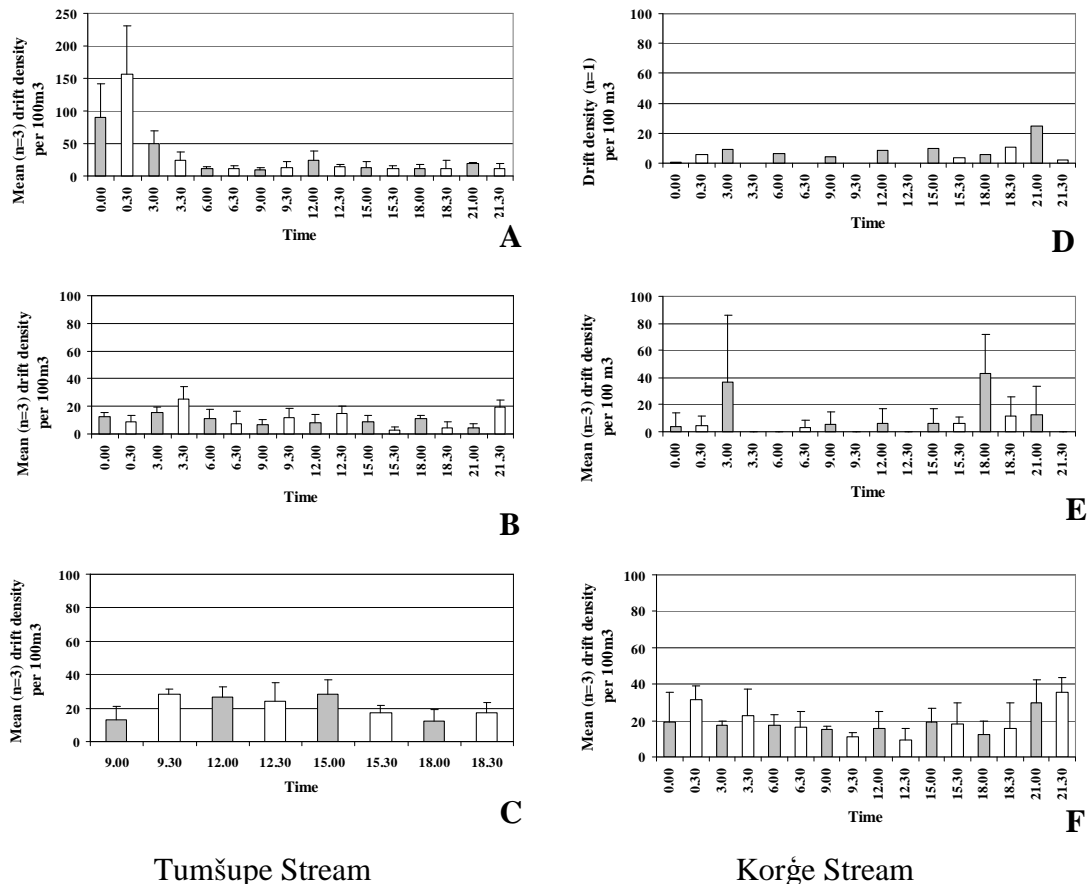 Mean (n=3) drift density
per 100m3
250
200
150
100
50
0
0.00 0.30 3.00 3.30 6.00 6.30 9.00 9.30 12.00 12.30 15.00 15.30 18.00 18.30 21.00 21.30
Time
A
Mean (n=3) drift density
per 100m3
100
80
60
40
20
0
0.00 0.30 3.00 3.30 6.00 6.30 9.00 9.30 12.00 12.30 15.00 15.30 18.00 18.30 21.00 21.30
Time
B
Mean (n=3) drift density
per 100m3
100
80
60
40
20
0
9.00 9.30 12.00 12.30 15.00 15.30 18.00 18.30
Time
C
Tumšupe Stream
Drift density (n=1)
per 100 m3
100
80
60
40
20
0
0.00 0.30 3.00 3.30 6.00 6.30 9.00 9.30 12.00 12.30 15.00 15.30 18.00 18.30 21.00 21.30
Time
D
Mean (n=3) drift density
per 100 m3
100
80
60
40
20
0
0.00 0.30 3.00 3.30 6.00 6.30 9.00 9.30 12.00 12.30 15.00 15.30 18.00 18.30 21.00 21.30
Time
E
Mean (n=3) drift density
per 100m3
100
80
60
40
20
0
0.00 0.30 3.00 3.30 6.00 6.30 9.00 9.30 12.00 12.30 15.00 15.30 18.00 18.30 21.00 21.30
Time
F
Korģe Stream